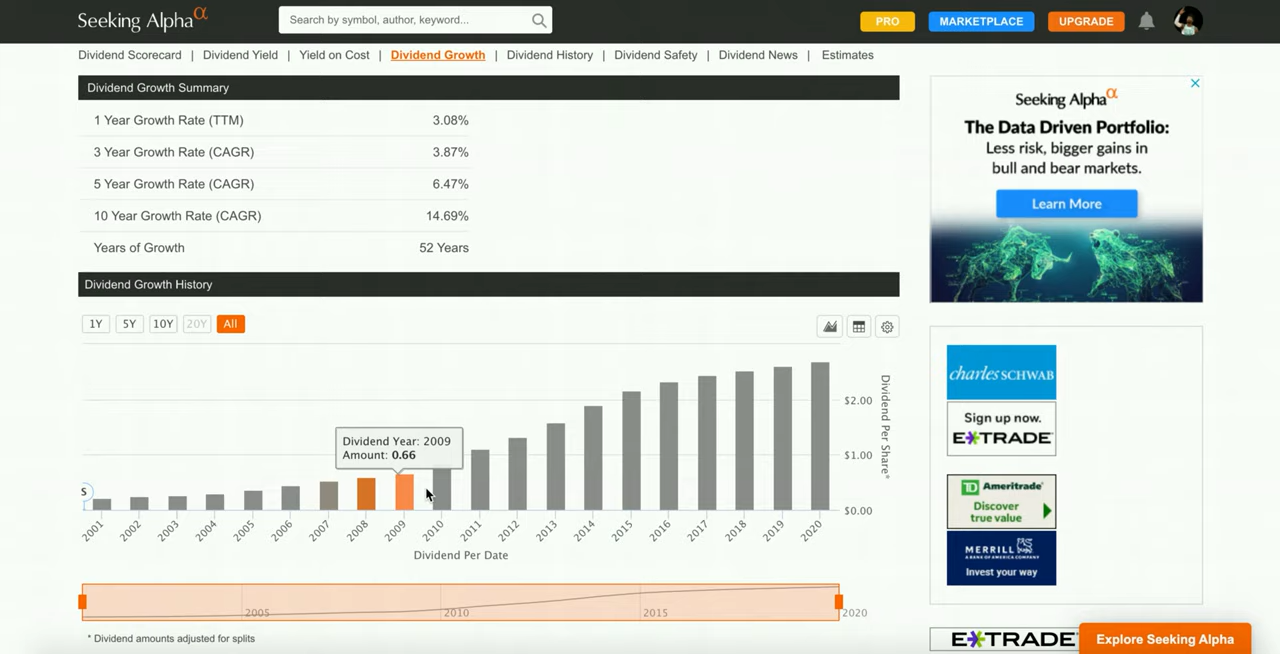 Seeking Alpha α
Search by symbol, author, keyword...
PRO
MARKETPLACE
UPGRADE
Dividend Scorecard | Dividend Yield | Yield on Cost | Dividend Growth | Dividend History | Dividend Safety | Dividend News | Estimates
Dividend Growth Summary
1 Year Growth Rate (TTM) 3.08%
3 Year Growth Rate (CAGR) 3.87%
5 Year Growth Rate (CAGR) 6.47%
10 Year Growth Rate (CAGR) 14.69%
Years of Growth 52 Years
Dividend Growth History
1Y 5Y 10Y 20Y All
$2.00
$1.00
$0.00
Dividend Per Share*
Dividend Year: 2009
Amount: 0.66
S
2001 2002 2003 2004 2005 2006 2007 2008 2009 2010 2011 2012 2013 2014 2015 2016 2017 2018 2019 2020
Dividend Per Date
2005 2010 2015 2020
* Dividend amounts adjusted for splits
Seeking Alpha α
The Data Driven Portfolio:
Less risk, bigger gains in
bull and bear markets.
Learn More
charles SCHWAB
Sign up now.
E*TRADE
TD Ameritrade
Discover
true value
MERRILL
A BANK OF AMERICA COMPANY
Invest your way
E*TRADE
Explore Seeking Alpha